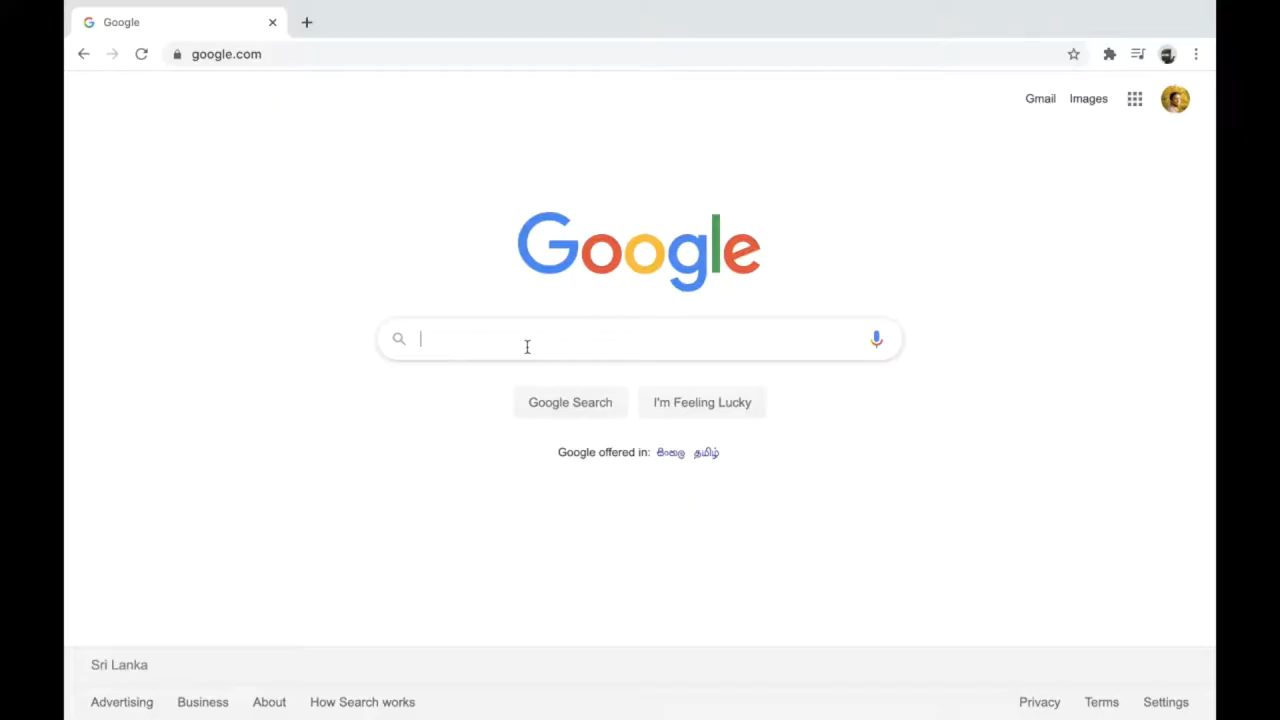 Google
google.com
Gmail Images
Google
Google Search I'm Feeling Lucky
Google offered in: සිංහල தமிழ்
Sri Lanka
Advertising Business About How Search works Privacy Terms Settings